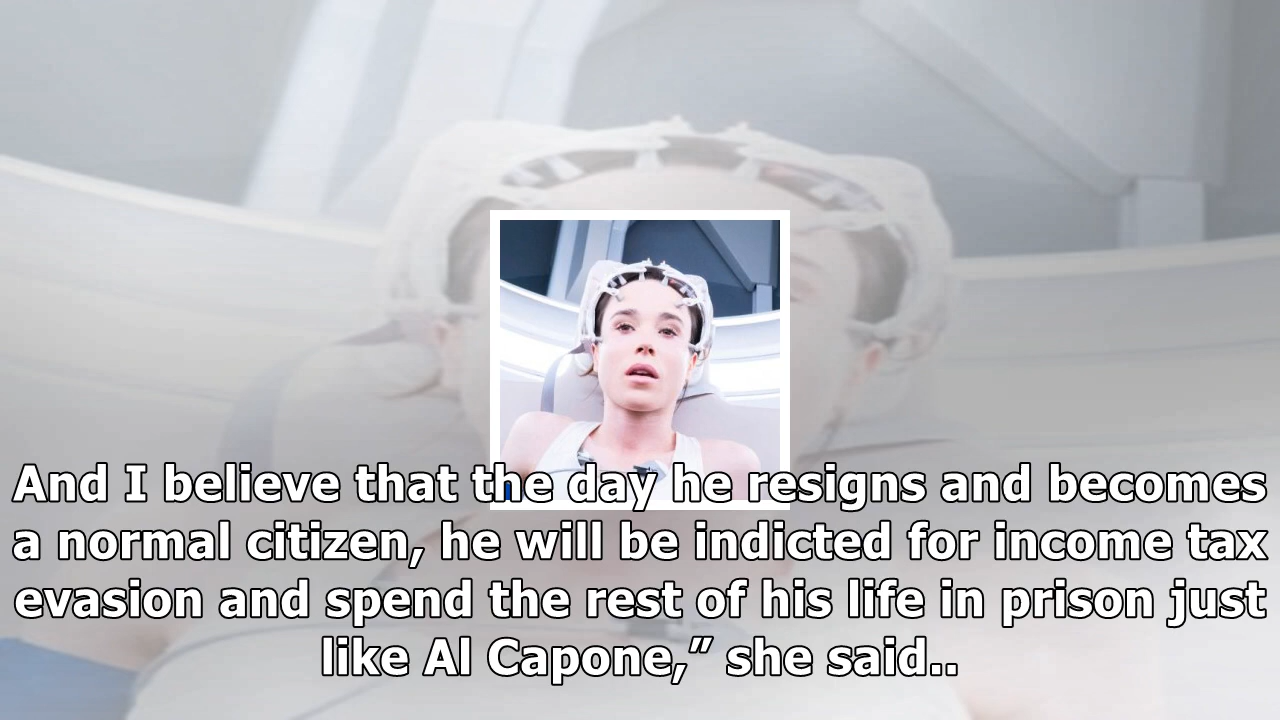 And I believe that the day he resigns and becomes
a normal citizen, he will be indicted for income tax
evasion and spend the rest of his life in prison just
like Al Capone,” she said..